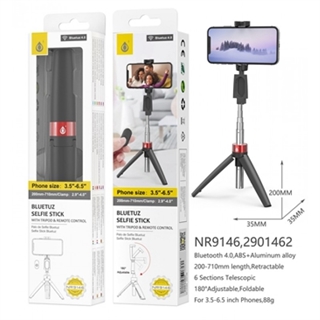 Bluetooth 4.0
Phone size: 3.5"-6.5"
BLUETUZ
SELFIE STICK
WITH TRIPOD & REMOTE CONTROL
Bluetooth 4.0
Phone size: 3.5"-6.5"
BLUETUZ
SELFIE STICK
WITH TRIPOD & REMOTE CONTROL
200MM
35MM
35MM
NR9146,2901462
Bluetooth 4.0,ABS+Aluminum alloy
200-710mm length,Retractable
6 Sections Telescopic
180°Adjustable,Foldable
For 3.5-6.5 inch Phones,88g